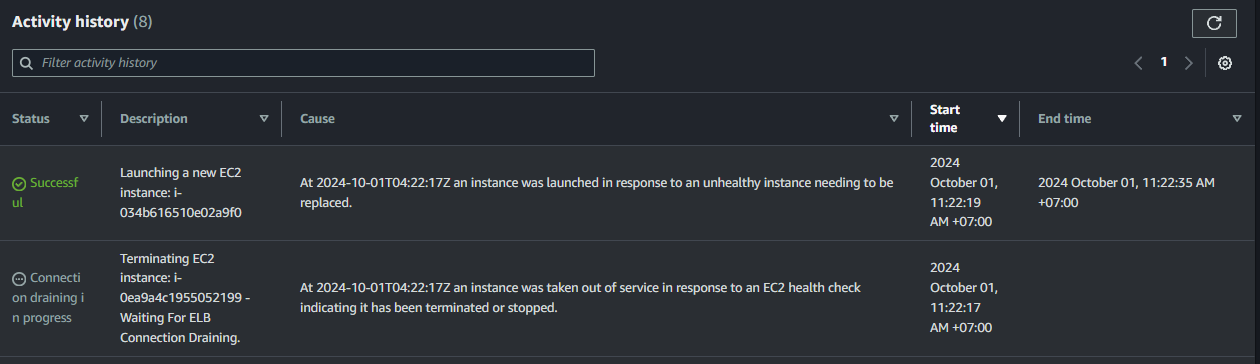 Activity history (8)
Filter activity history
1
Status
Description
Cause
Start
time
End time
Successf
ul
Launching a new EC2
instance: i-
034b616510e02a9f0
At 2024-10-01T04:22:17Z an instance was launched in response to an unhealthy instance needing to be
replaced.
2024
October 01,
11:22:19
AM +07:00
2024 October 01, 11:22:35 AM
+07:00
Connecti
on draining i
n progress
Terminating EC2
instance: i-
0ea9a4c1955052199 -
Waiting For ELB
Connection Draining.
At 2024-10-01T04:22:17Z an instance was taken out of service in response to an EC2 health check
indicating it has been terminated or stopped.
2024
October 01,
11:22:17
AM +07:00